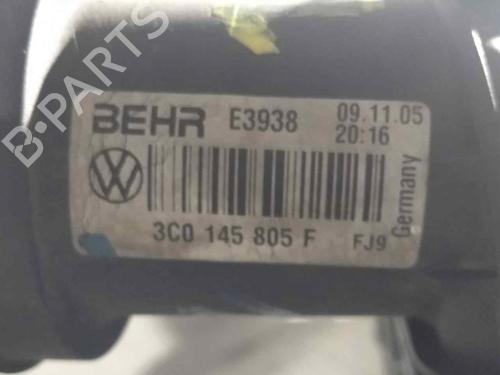 B-PARTS
BEHR E3938 09.11.05
20:16
3C0 145 805 F FJ9
Germany